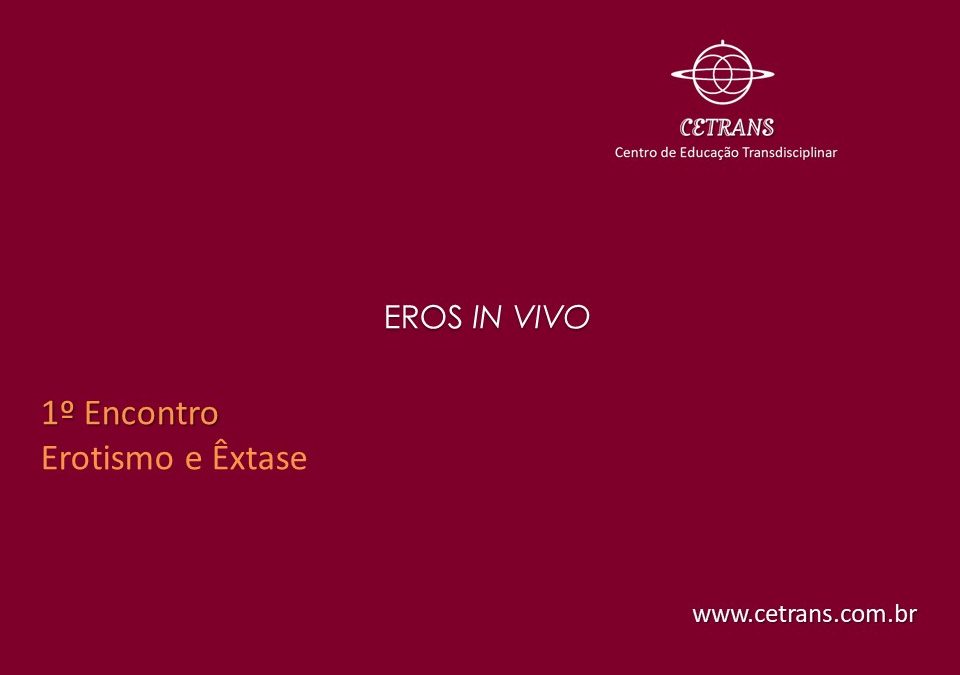 CETRANS
Centro de Educação Transdisciplinar
EROS IN VIVO
1º Encontro
Erotismo e Êxtase
www.cetrans.com.br